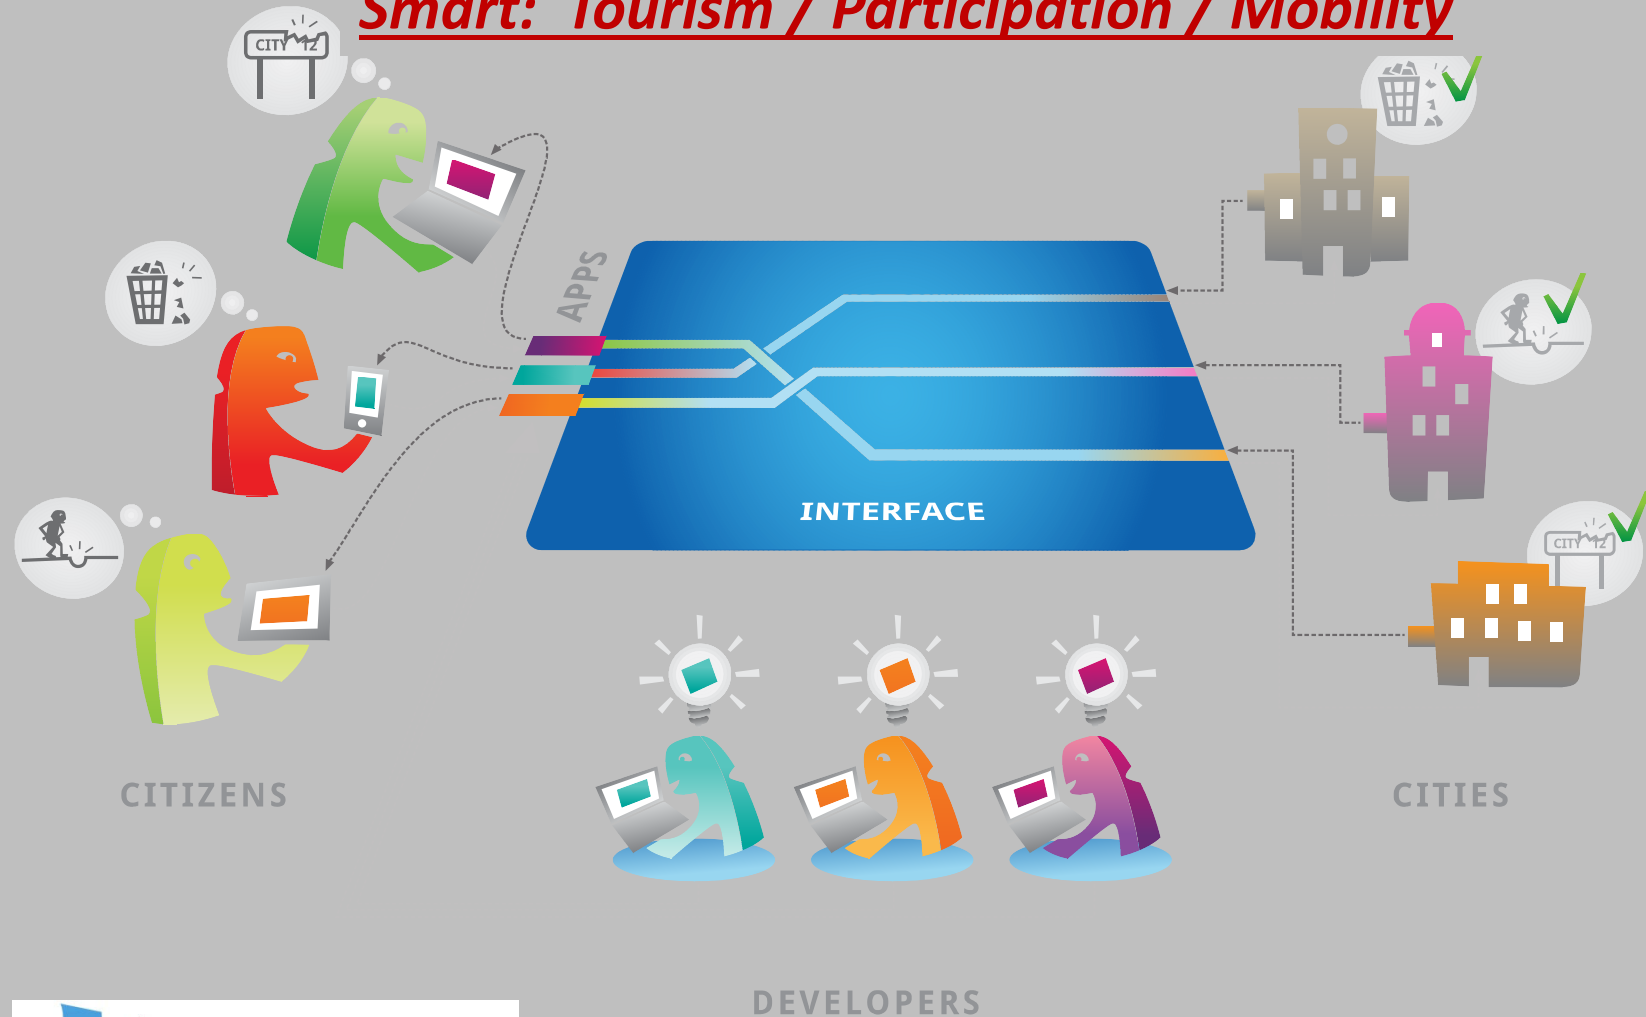 Smart: Tourism / Participation / Mobility
CITY 12
APPS
INTERFACE
CITY 12
CITIZENS
CITIES
DEVELOPERS